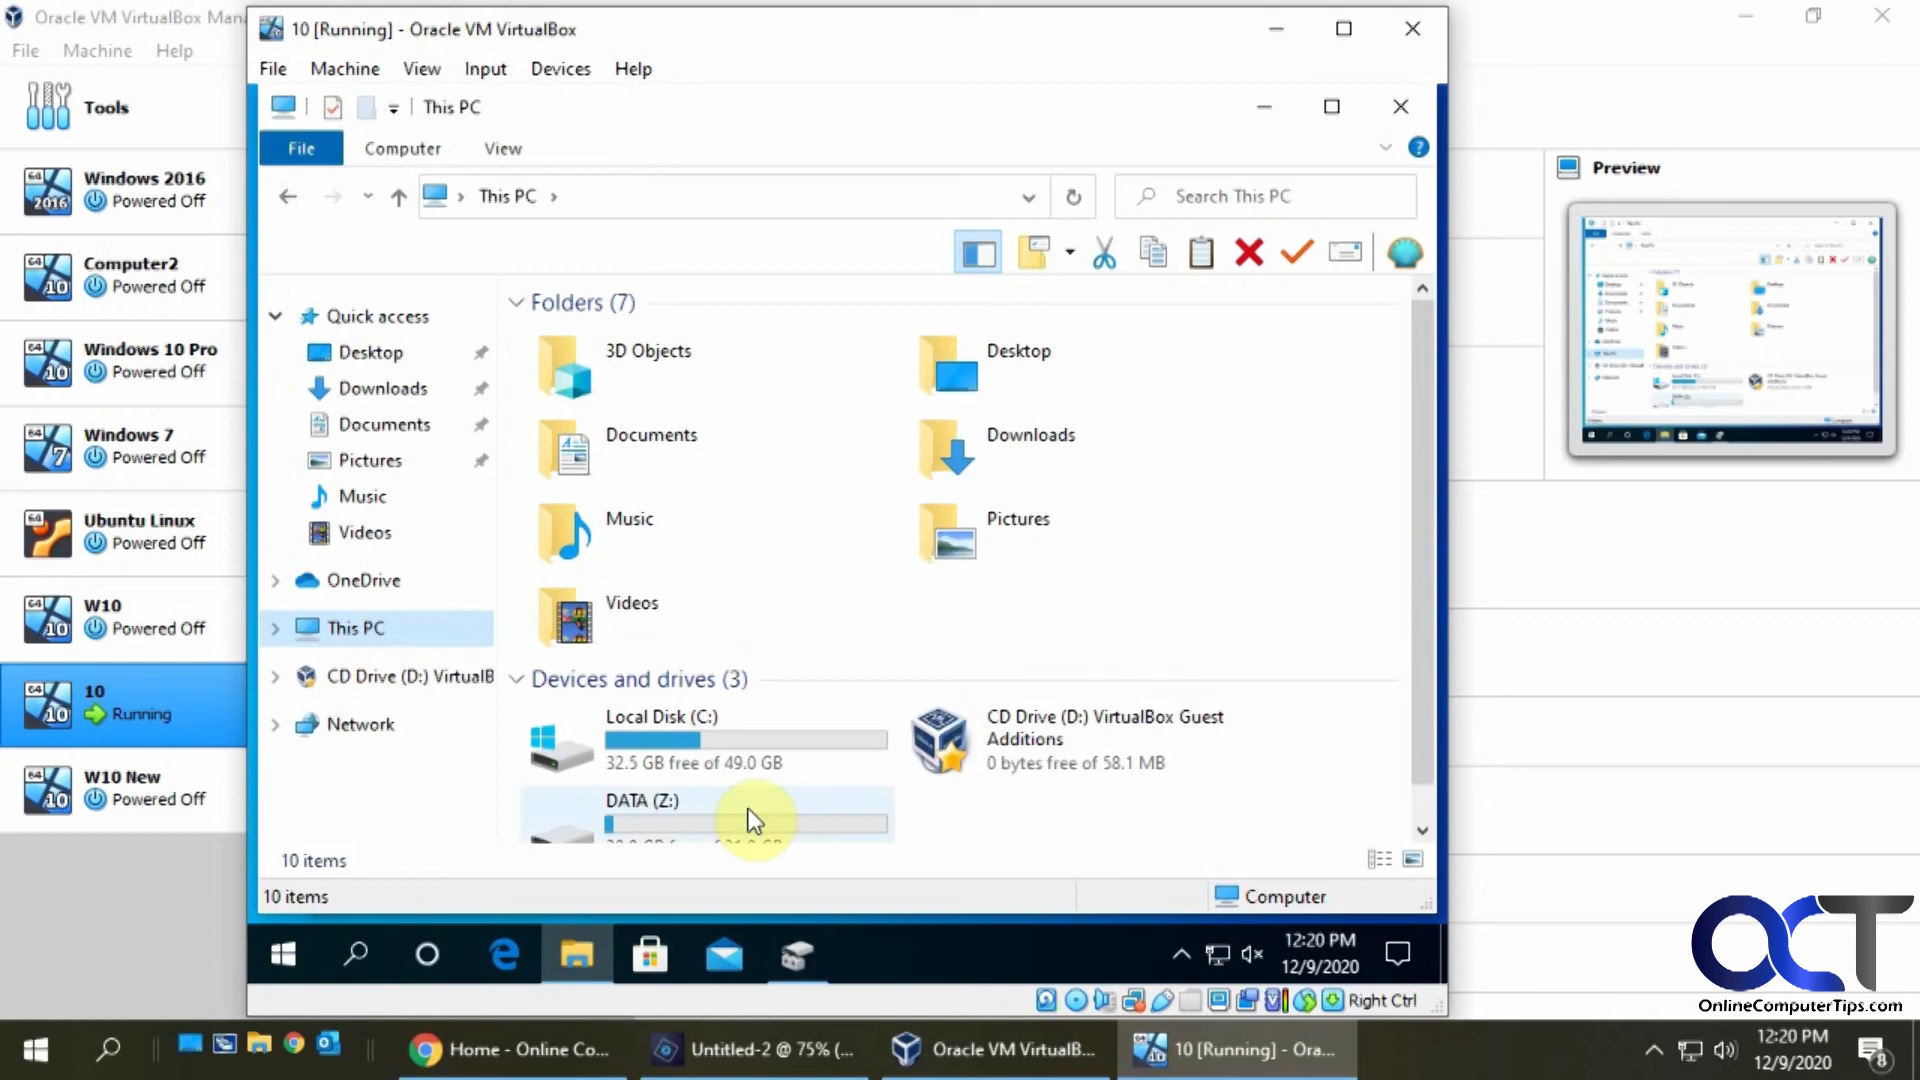 Oracle VM VirtualBox Man
File Machine Help
Tools
Windows 2016
Powered Off
Computer2
Powered Off
Windows 10 Pro
Powered Off
Windows 7
Powered Off
Ubuntu Linux
Powered Off
W10
Powered Off
10
Running
W10 New
Powered Off
10 [Running] - Oracle VM VirtualBox
File Machine View Input Devices Help
This PC
File Computer View
This PC
Search This PC
Quick access
Desktop
Downloads
Documents
Pictures
Music
Videos
OneDrive
This PC
CD Drive (D:) VirtualB
Network
Folders (7)
3D Objects
Desktop
Documents
Downloads
Music
Pictures
Videos
Devices and drives (3)
Local Disk (C:)
32.5 GB free of 49.0 GB
CD Drive (D:) VirtualBox Guest
Additions
0 bytes free of 58.1 MB
DATA (Z:)
10 items
10 items
Computer
12:20 PM
12/9/2020
Right Ctrl
Preview
OCT
OnlineComputerTips.com
Home - Online Co...
Untitled-2 @ 75% (...
Oracle VM VirtualB...
10 [Running] - Ora...
12:20 PM
12/9/2020
8